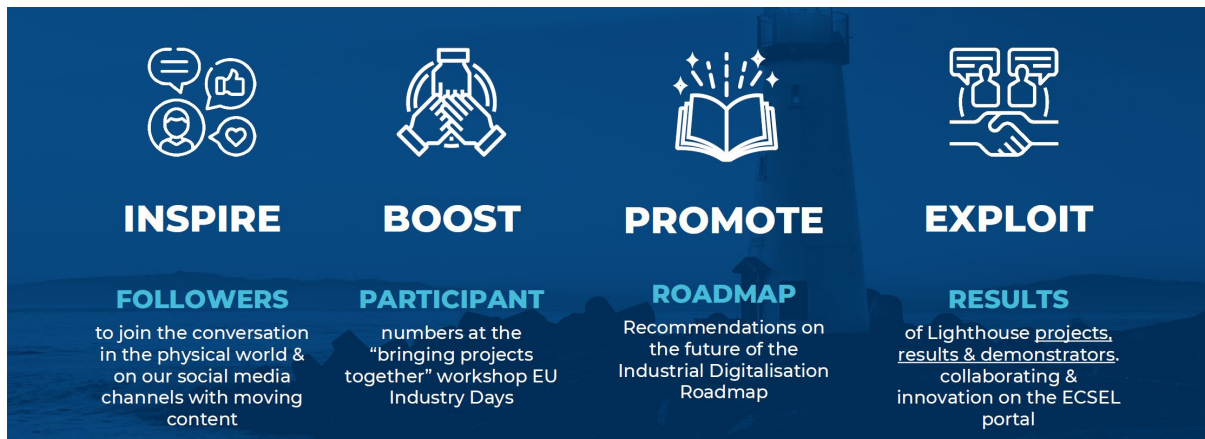 INSPIRE
FOLLOWERS
to join the conversation
in the physical world &
on our social media
channels with moving
content
BOOST
PARTICIPANT
numbers at the
“bringing projects
together” workshop EU
Industry Days
PROMOTE
ROADMAP
Recommendations on
the future of the
Industrial Digitalisation
Roadmap
EXPLOIT
RESULTS
of Lighthouse projects,
results & demonstrators.
collaborating &
innovation on the ECSEL
portal